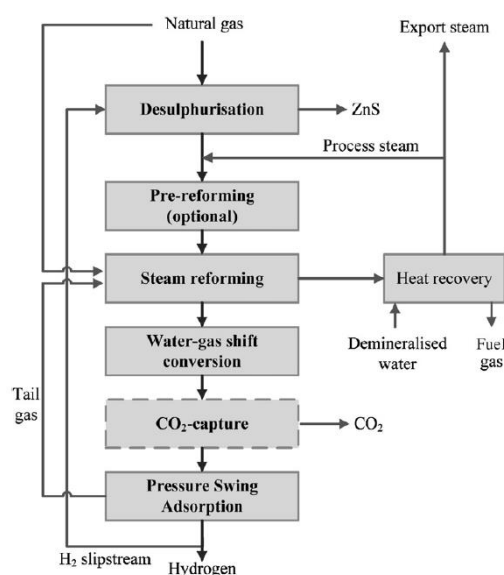 Natural gas
Export steam
Desulphurisation
ZnS
Process steam
Pre-reforming
(optional)
Steam reforming
Heat recovery
Water-gas shift
conversion
Demineralised
water
Fuel
gas
Tail
gas
CO₂-capture
CO₂
Pressure Swing
Adsorption
H₂ slipstream
Hydrogen